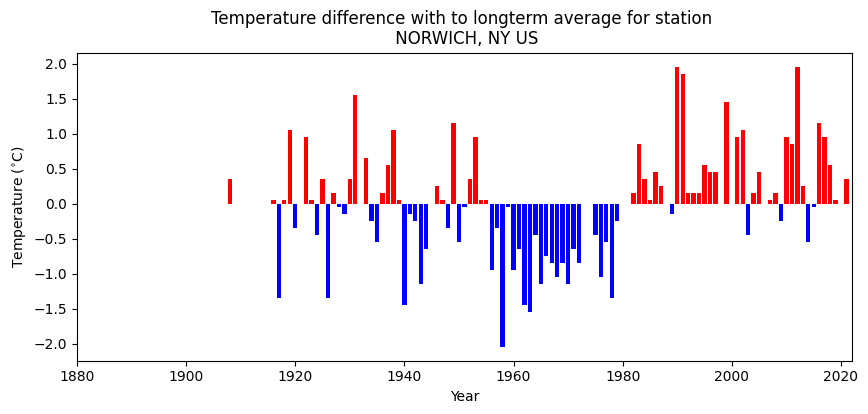 Temperature difference with to longterm average for station
NORWICH, NY US
2.0
1.5
1.0
0.5
0.0
−0.5
−1.0
−1.5
−2.0
Temperature (°C)
1880 1900 1920 1940 1960 1980 2000 2020
Year